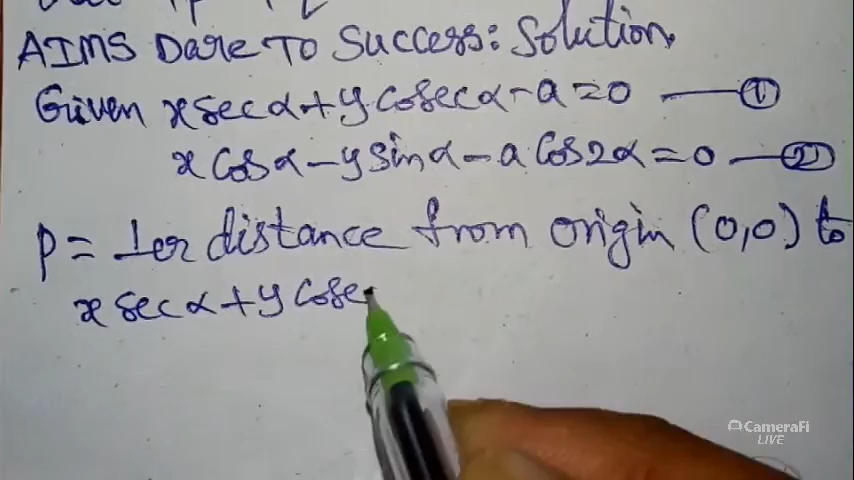 AIMS Dare To Success: Solution.
Given x sec α + y cosec α - a = 0 ——— ①
x cos α - y sin α - a cos 2α = 0 —— ②
p = ⊥er distance from origin (0,0) to
x sec α + y cose
CameraFi
LIVE